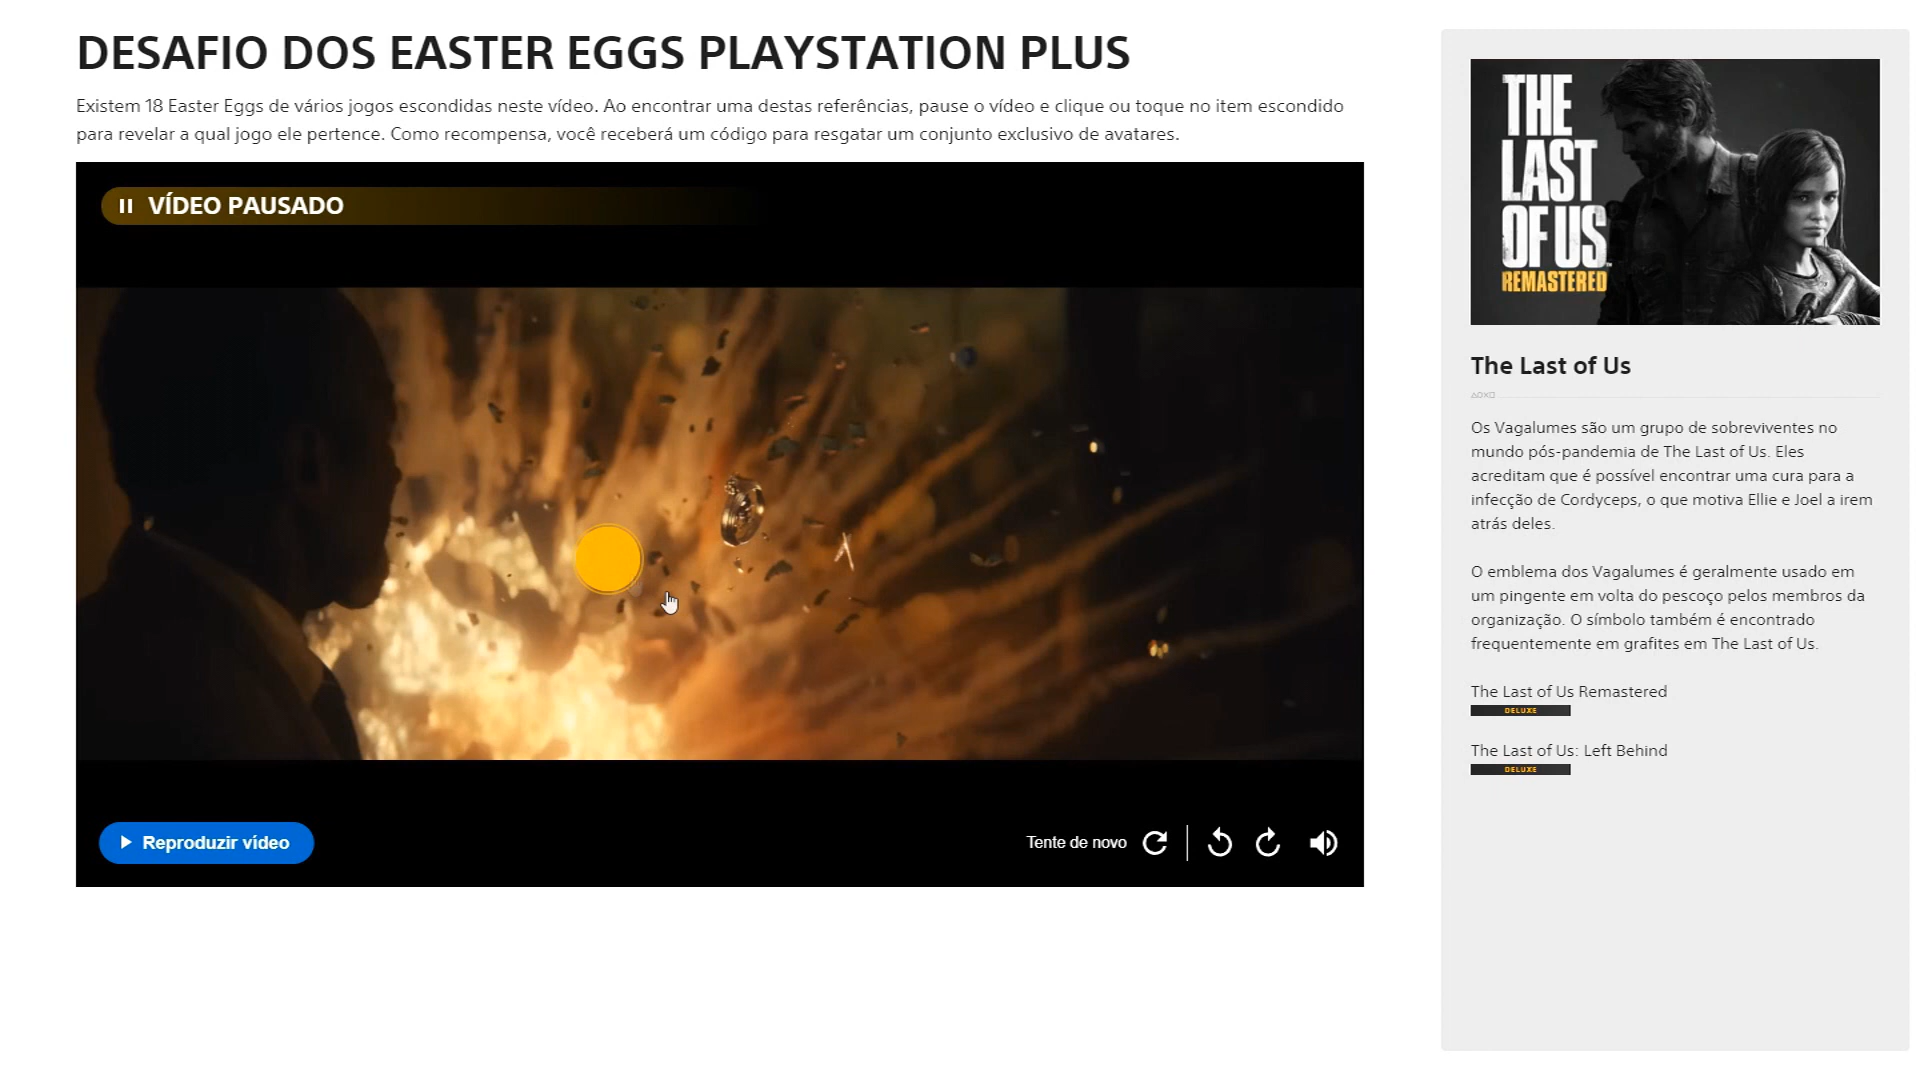 DESAFIO DOS EASTER EGGS PLAYSTATION PLUS
Existem 18 Easter Eggs de vários jogos escondidas neste vídeo. Ao encontrar uma destas referências, pause o vídeo e clique ou toque no item escondido
para revelar a qual jogo ele pertence. Como recompensa, você receberá um código para resgatar um conjunto exclusivo de avatares.
VÍDEO PAUSADO
Reproduzir vídeo
Tente de novo
THE
LAST
OF US
REMASTERED
The Last of Us
Os Vagalumes são um grupo de sobreviventes no
mundo pós-pandemia de The Last of Us. Eles
acreditam que é possível encontrar uma cura para a
infecção de Cordyceps, o que motiva Ellie e Joel a irem
atrás deles.
O emblema dos Vagalumes é geralmente usado em
um pingente em volta do pescoço pelos membros da
organização. O símbolo também é encontrado
frequentemente em grafites em The Last of Us.
The Last of Us Remastered
DELUXE
The Last of Us: Left Behind
DELUXE